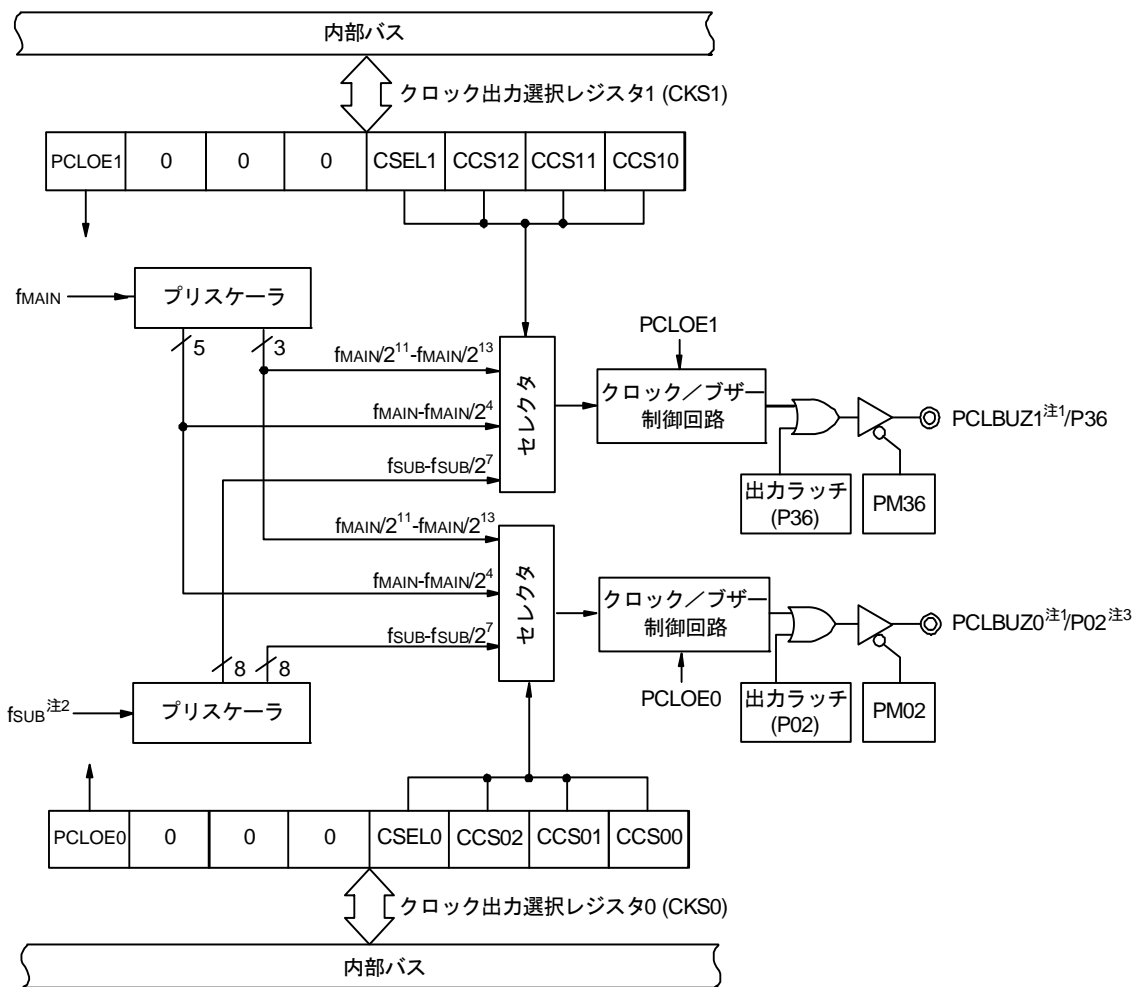 内部バス
クロック出力選択レジスタ1 (CKS1)
PCLOE1 0 0 0 CSEL1 CCS12 CCS11 CCS10
fMAIN
プリスケーラ
5
3
fMAIN/2^11-fMAIN/2^13
fMAIN-fMAIN/2^4
fSUB-fSUB/2^7
セレクタ
PCLOE1
クロック／ブザー
制御回路
PCLBUZ1注1/P36
出力ラッチ
(P36)
PM36
fMAIN/2^11-fMAIN/2^13
fMAIN-fMAIN/2^4
fSUB-fSUB/2^7
セレクタ
クロック／ブザー
制御回路
PCLOE0
PCLBUZ0注1/P02注3
出力ラッチ
(P02)
PM02
8
8
fSUB注2
プリスケーラ
PCLOE0 0 0 0 CSEL0 CCS02 CCS01 CCS00
クロック出力選択レジスタ0 (CKS0)
内部バス